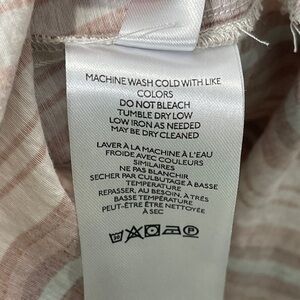 MACHINE WASH COLD WITH LIKE
COLORS
DO NOT BLEACH
TUMBLE DRY LOW
LOW IRON AS NEEDED
MAY BE DRY CLEANED
LAVER À LA MACHINE À L'EAU
FROIDE AVEC COULEURS
SIMILAIRES
NE PAS BLANCHIR
SECHER PAR CULBUTAGE À BASSE
TEMPERATURE
REPASSER, AU BESOIN, À TRÈS
BASSE TEMPÉRATURE
PEUT-ÊTRE ÊTRE NETTOYÉE
À SEC